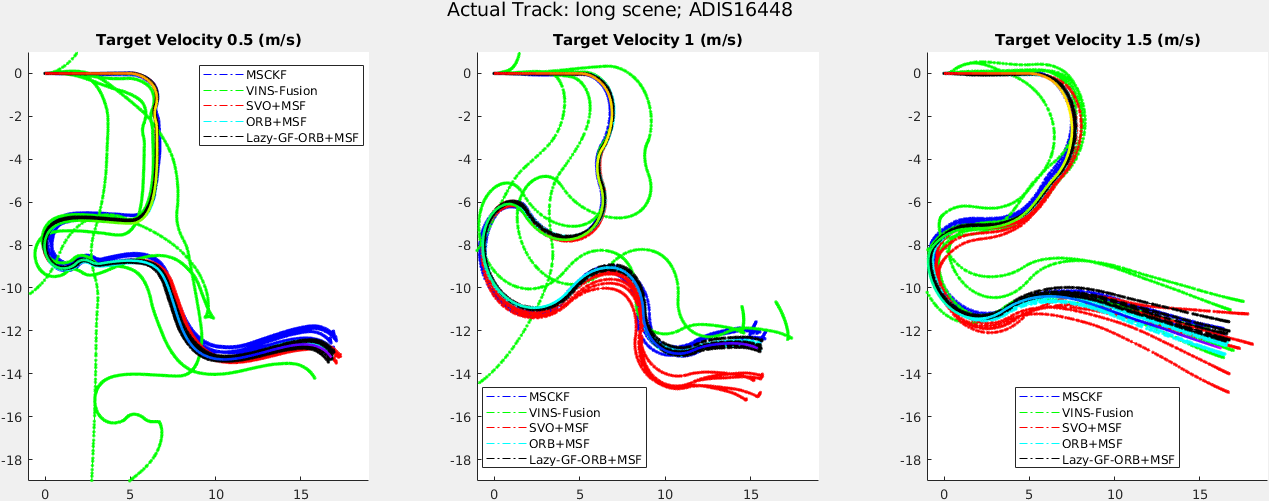 Actual Track: long scene; ADIS16448
Target Velocity 0.5 (m/s)
0
-2
-4
-6
-8
-10
-12
-14
-16
-18
0 5 10 15
MSCKF
VINS-Fusion
SVO+MSF
ORB+MSF
Lazy-GF-ORB+MSF
Target Velocity 1 (m/s)
0
-2
-4
-6
-8
-10
-12
-14
-16
-18
0 5 10 15
MSCKF
VINS-Fusion
SVO+MSF
ORB+MSF
Lazy-GF-ORB+MSF
Target Velocity 1.5 (m/s)
0
-2
-4
-6
-8
-10
-12
-14
-16
-18
0 5 10 15
MSCKF
VINS-Fusion
SVO+MSF
ORB+MSF
Lazy-GF-ORB+MSF